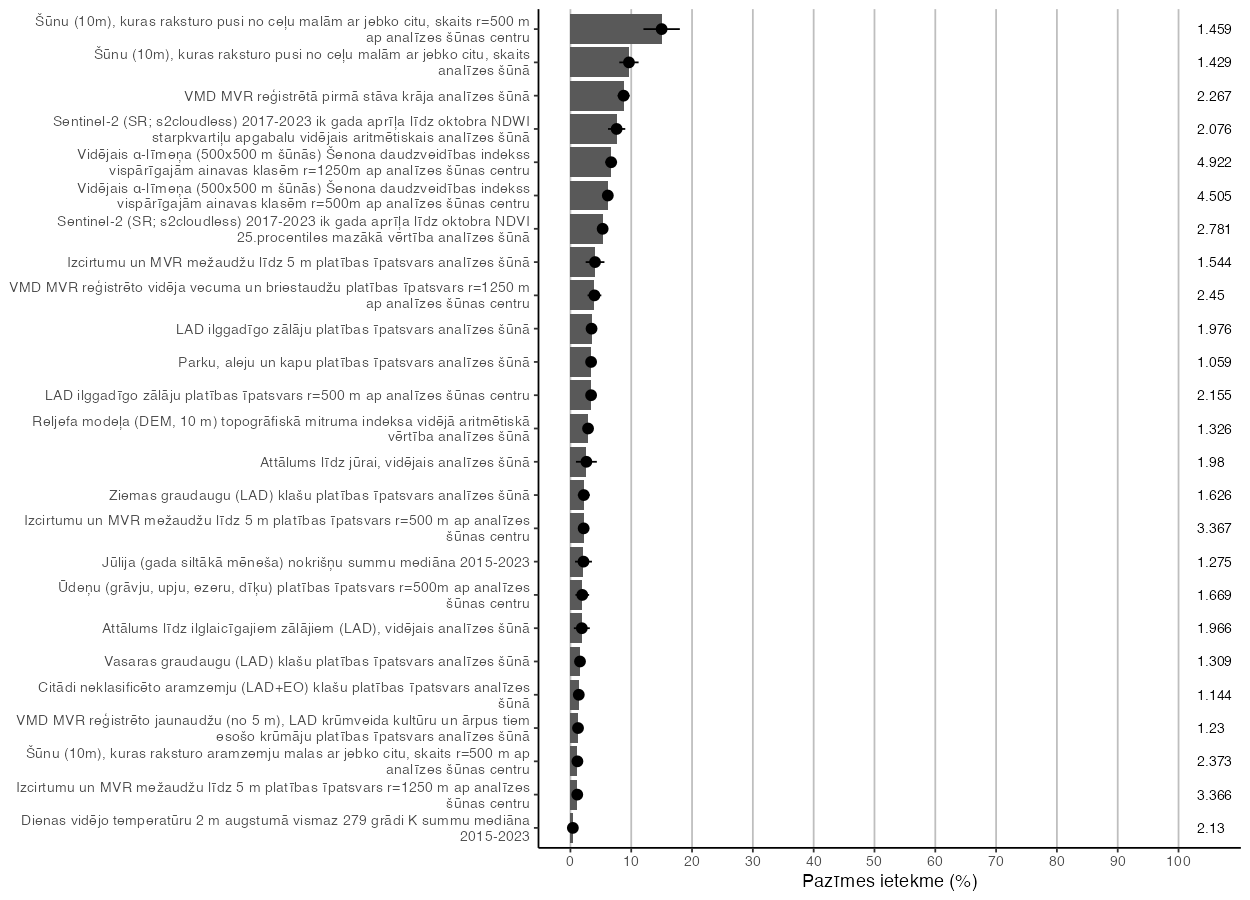 Šūnu (10m), kuras raksturo pusi no ceļu malām ar jebko citu, skaits r=500 m
ap analīzes šūnas centru
1.459
Šūnu (10m), kuras raksturo pusi no ceļu malām ar jebko citu, skaits
analīzes šūnā
1.429
VMD MVR reģistrētā pirmā stāva krāja analīzes šūnā
2.267
Sentinel-2 (SR; s2cloudless) 2017-2023 ik gada aprīļa līdz oktobra NDWI
starpkvartiļu apgabalu vidējais aritmētiskais analīzes šūnā
2.076
Vidējais α-līmeņa (500x500 m šūnās) Šenona daudzveidības indekss
vispārīgajām ainavas klasēm r=1250m ap analīzes šūnas centru
4.922
Vidējais α-līmeņa (500x500 m šūnās) Šenona daudzveidības indekss
vispārīgajām ainavas klasēm r=500m ap analīzes šūnas centru
4.505
Sentinel-2 (SR; s2cloudless) 2017-2023 ik gada aprīļa līdz oktobra NDVI
25.procentiles mazākā vērtība analīzes šūnā
2.781
Izcirtumu un MVR mežaudžu līdz 5 m platības īpatsvars analīzes šūnā
1.544
VMD MVR reģistrēto vidēja vecuma un briestaudžu platības īpatsvars r=1250 m
ap analīzes šūnas centru
2.45
LAD ilggadīgo zālāju platības īpatsvars analīzes šūnā
1.976
Parku, aleju un kapu platības īpatsvars analīzes šūnā
1.059
LAD ilggadīgo zālāju platības īpatsvars r=500 m ap analīzes šūnas centru
2.155
Reljefa modeļa (DEM, 10 m) topogrāfiskā mitruma indeksa vidējā aritmētiskā
vērtība analīzes šūnā
1.326
Attālums līdz jūrai, vidējais analīzes šūnā
1.98
Ziemas graudaugu (LAD) klašu platības īpatsvars analīzes šūnā
1.626
Izcirtumu un MVR mežaudžu līdz 5 m platības īpatsvars r=500 m ap analīzes
šūnas centru
3.367
Jūlija (gada siltākā mēneša) nokrišņu summu mediāna 2015-2023
1.275
Ūdeņu (grāvju, upju, ezeru, dīķu) platības īpatsvars r=500m ap analīzes
šūnas centru
1.669
Attālums līdz ilglaicīgajiem zālājiem (LAD), vidējais analīzes šūnā
1.966
Vasaras graudaugu (LAD) klašu platības īpatsvars analīzes šūnā
1.309
Citādi neklasificēto aramzemju (LAD+EO) klašu platības īpatsvars analīzes
šūnā
1.144
VMD MVR reģistrēto jaunaudžu (no 5 m), LAD krūmveida kultūru un ārpus tiem
esošo krūmāju platības īpatsvars analīzes šūnā
1.23
Šūnu (10m), kuras raksturo aramzemju malas ar jebko citu, skaits r=500 m ap
analīzes šūnas centru
2.373
Izcirtumu un MVR mežaudžu līdz 5 m platības īpatsvars r=1250 m ap analīzes
šūnas centru
3.366
Dienas vidējo temperatūru 2 m augstumā vismaz 279 grādi K summu mediāna
2015-2023
2.13
0 10 20 30 40 50 60 70 80 90 100
Pazīmes ietekme (%)